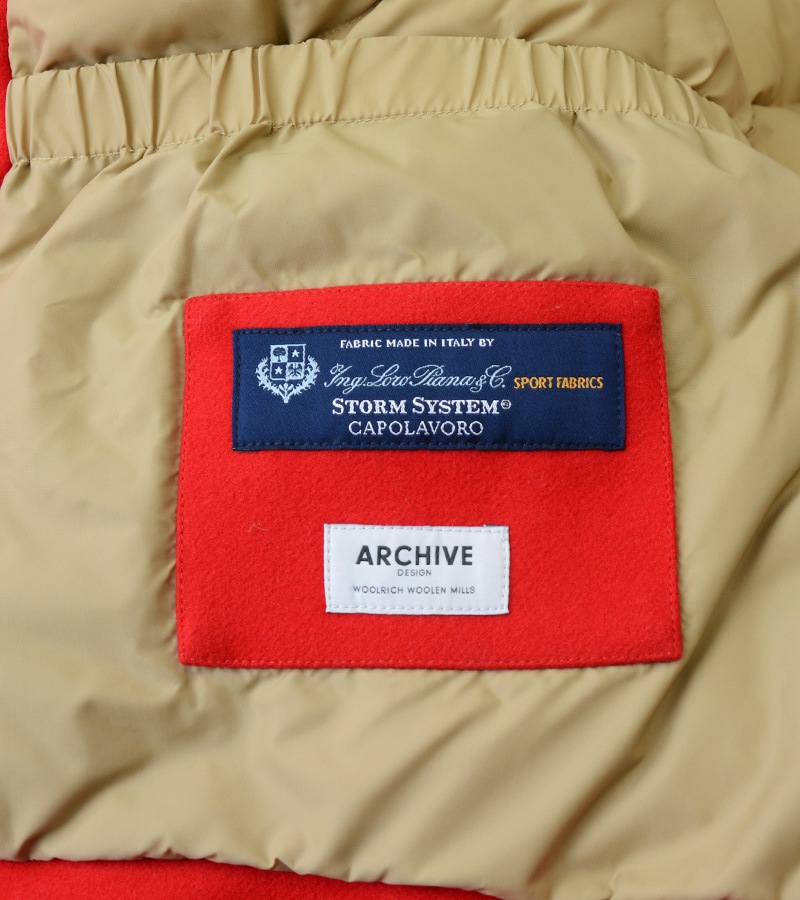 FABRIC MADE IN ITALY BY
Ing. Loro Piana & C. SPORT FABRICS
STORM SYSTEM®
CAPOLAVORO
ARCHIVE
DESIGN
WOOLRICH WOOLEN MILLS